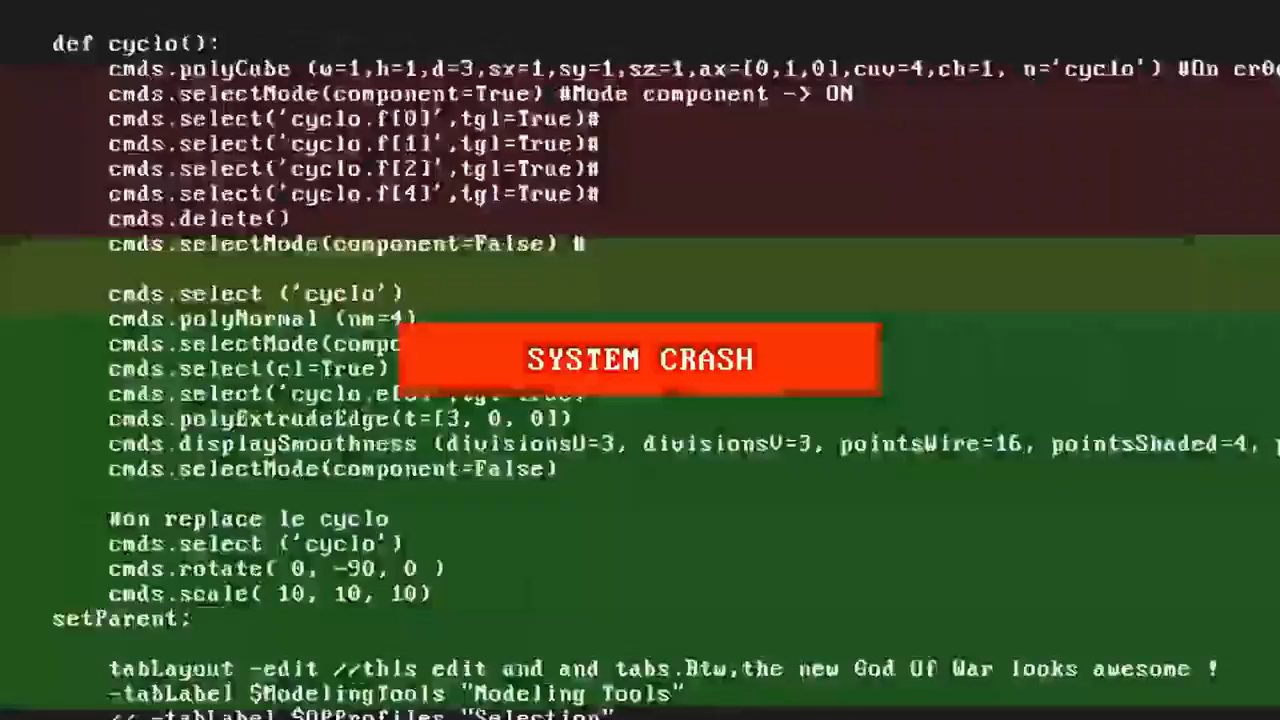 def cyclo():
cmds.polyCube (w=1,h=1,d=3,sx=1,sy=1,sz=1,ax=[0,1,0],cuv=4,ch=1, n='cyclo') #On cr
cmds.selectMode(component=True) #Mode component -> ON
cmds.select('cyclo.f[0]',tgl=True)#
cmds.select('cyclo.f[1]',tgl=True)#
cmds.select('cyclo.f[2]',tgl=True)#
cmds.select('cyclo.f[4]',tgl=True)#
cmds.delete()
cmds.selectMode(component=False) #
cmds.select ('cyclo')
cmds.polyNormal (nm=4)
cmds.selectMode(compo
SYSTEM CRASH
cmds.select(cl=True)
cmds.select('cyclo.e[
cmds.polyExtrudeEdge(t=[3, 0, 0])
cmds.displaySmoothness (divisionsU=3, divisionsV=3, pointsWire=16, pointsShaded=4,
cmds.selectMode(component=False)
#on replace le cyclo
cmds.select ('cyclo')
cmds.rotate( 0, -90, 0 )
cmds.scale( 10, 10, 10)
setParent;
tabLayout -edit //this edit and and tabs.Btw,the new God Of War looks awesome !
-tabLabel $ModelingTools "Modeling Tools"
// -tabLabel $OPProfiles "Selection"